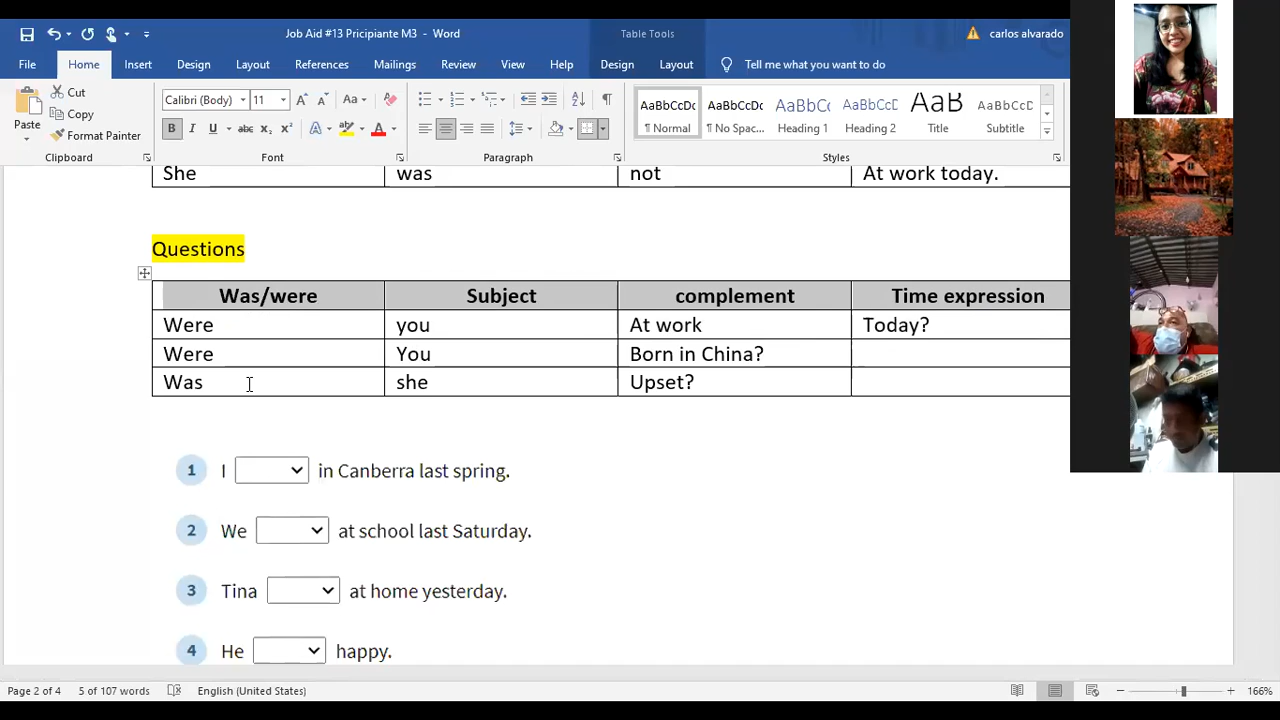 Job Aid #13 Pricipiante M3 - Word
Table Tools
carlos alvarado
File Home Insert Design Layout References Mailings Review View Help Design Layout Tell me what you want to do
Paste
Cut
Copy
Format Painter
Calibri (Body) 11
Aa
B I U abc x₂ x²
A A
AaBbCcDc AaBbCcDc AaBbCc AaBbCcD AaB AaBbCcD
¶ Normal ¶ No Spac... Heading 1 Heading 2 Title Subtitle
Clipboard Font Paragraph Styles
She was not At work today.
Questions
Was/were Subject complement Time expression
Were you At work Today?
Were You Born in China?
Was she Upset?
1 I in Canberra last spring.
2 We at school last Saturday.
3 Tina at home yesterday.
4 He happy.
Page 2 of 4 5 of 107 words English (United States) 166%